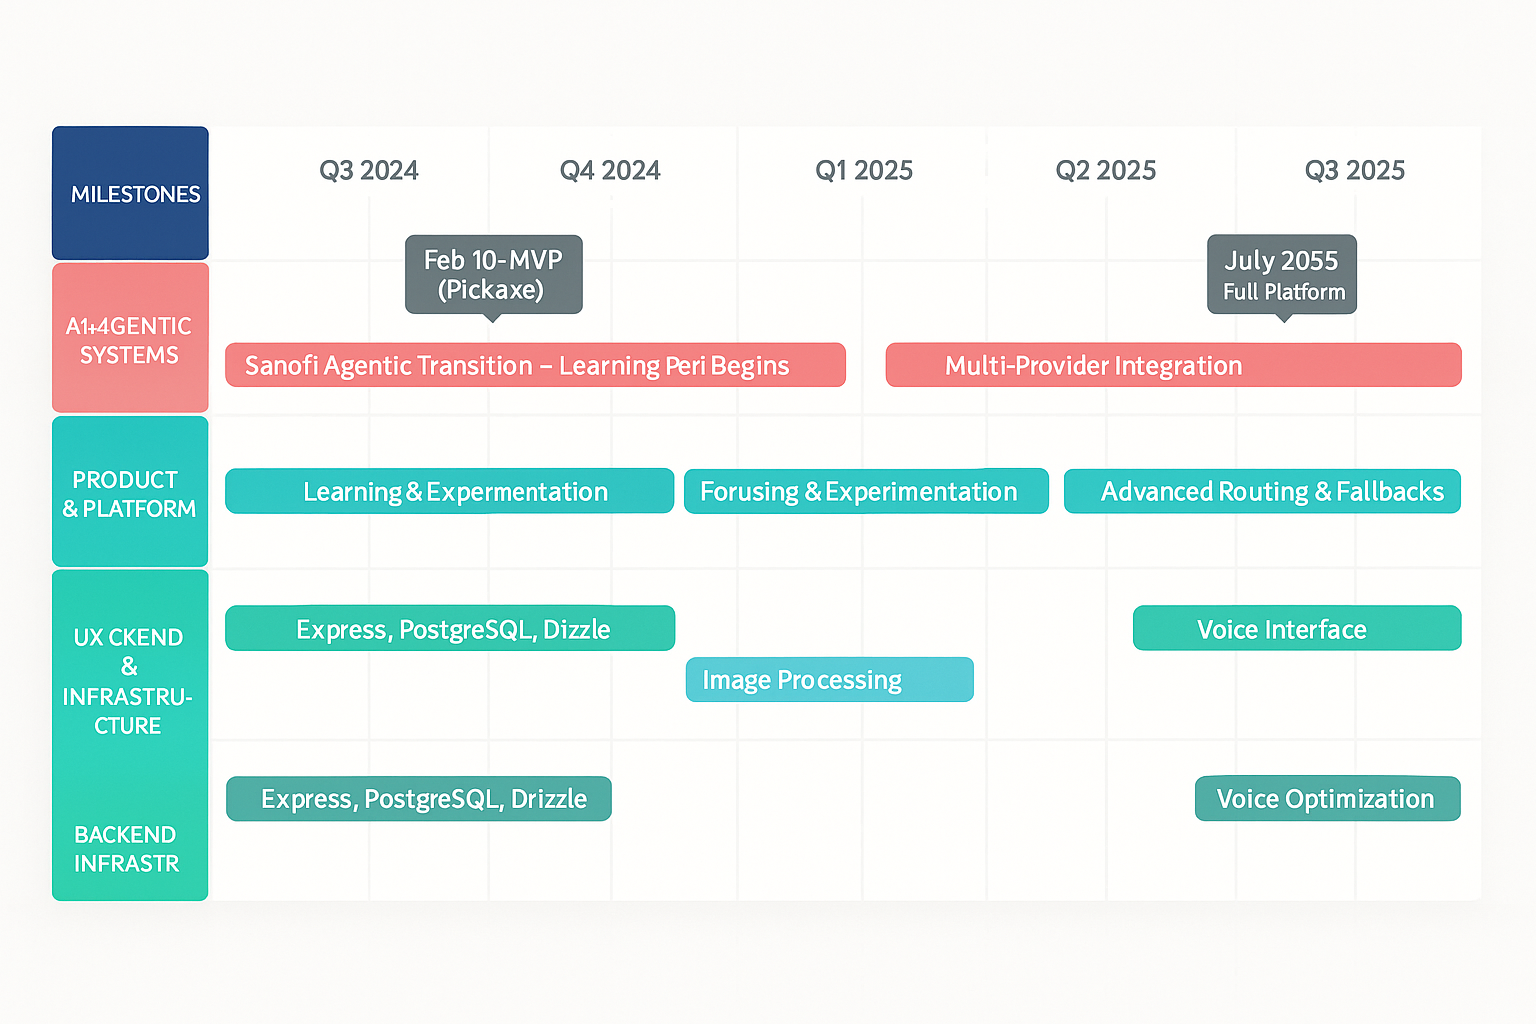 MILESTONES
Q3 2024
Q4 2024
Q1 2025
Q2 2025
Q3 2025
Feb 10-MVP
(Pickaxe)
July 2055
Full Platform
A1+4GENTIC
SYSTEMS
Sanofi Agentic Transition – Learning Peri Begins
Multi-Provider Integration
PRODUCT
& PLATFORM
Learning & Expermentation
Forusing & Experimentation
Advanced Routing & Fallbacks
UX CKEND
&
INFRASTRU-
CTURE
Express, PostgreSQL, Dizzle
Voice Interface
Image Processing
BACKEND
INFRASTR
Express, PostgreSQL, Drizzle
Voice Optimization